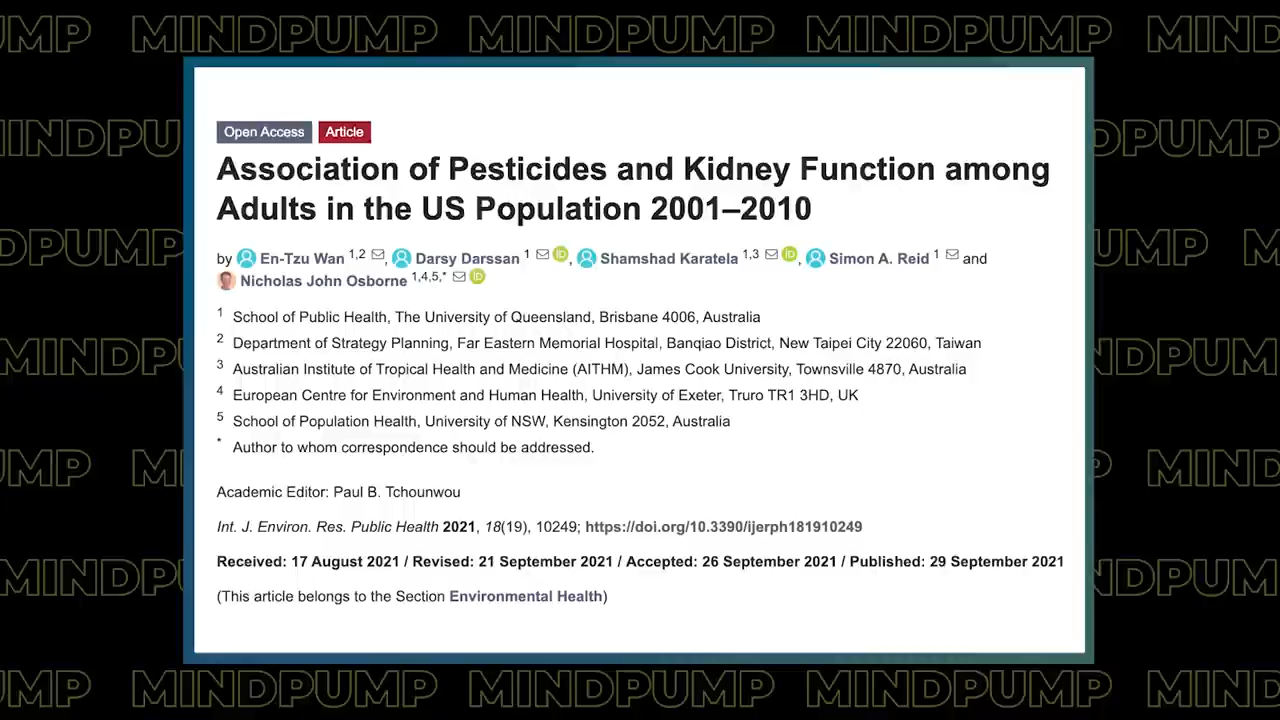 MINDPUMP MINDPUMP MINDPUMP MINDPUMP
Open Access Article
Association of Pesticides and Kidney Function among
Adults in the US Population 2001–2010
by En-Tzu Wan 1,2, Darsy Darssan 1, Shamshad Karatela 1,3, Simon A. Reid 1 and
Nicholas John Osborne 1,4,5,*
1 School of Public Health, The University of Queensland, Brisbane 4006, Australia
2 Department of Strategy Planning, Far Eastern Memorial Hospital, Banqiao District, New Taipei City 22060, Taiwan
3 Australian Institute of Tropical Health and Medicine (AITHM), James Cook University, Townsville 4870, Australia
4 European Centre for Environment and Human Health, University of Exeter, Truro TR1 3HD, UK
5 School of Population Health, University of NSW, Kensington 2052, Australia
* Author to whom correspondence should be addressed.
Academic Editor: Paul B. Tchounwou
Int. J. Environ. Res. Public Health 2021, 18(19), 10249; https://doi.org/10.3390/ijerph181910249
Received: 17 August 2021 / Revised: 21 September 2021 / Accepted: 26 September 2021 / Published: 29 September 2021
(This article belongs to the Section Environmental Health)
MINDPUMP MINDPUMP MINDPUMP MINDPUMP